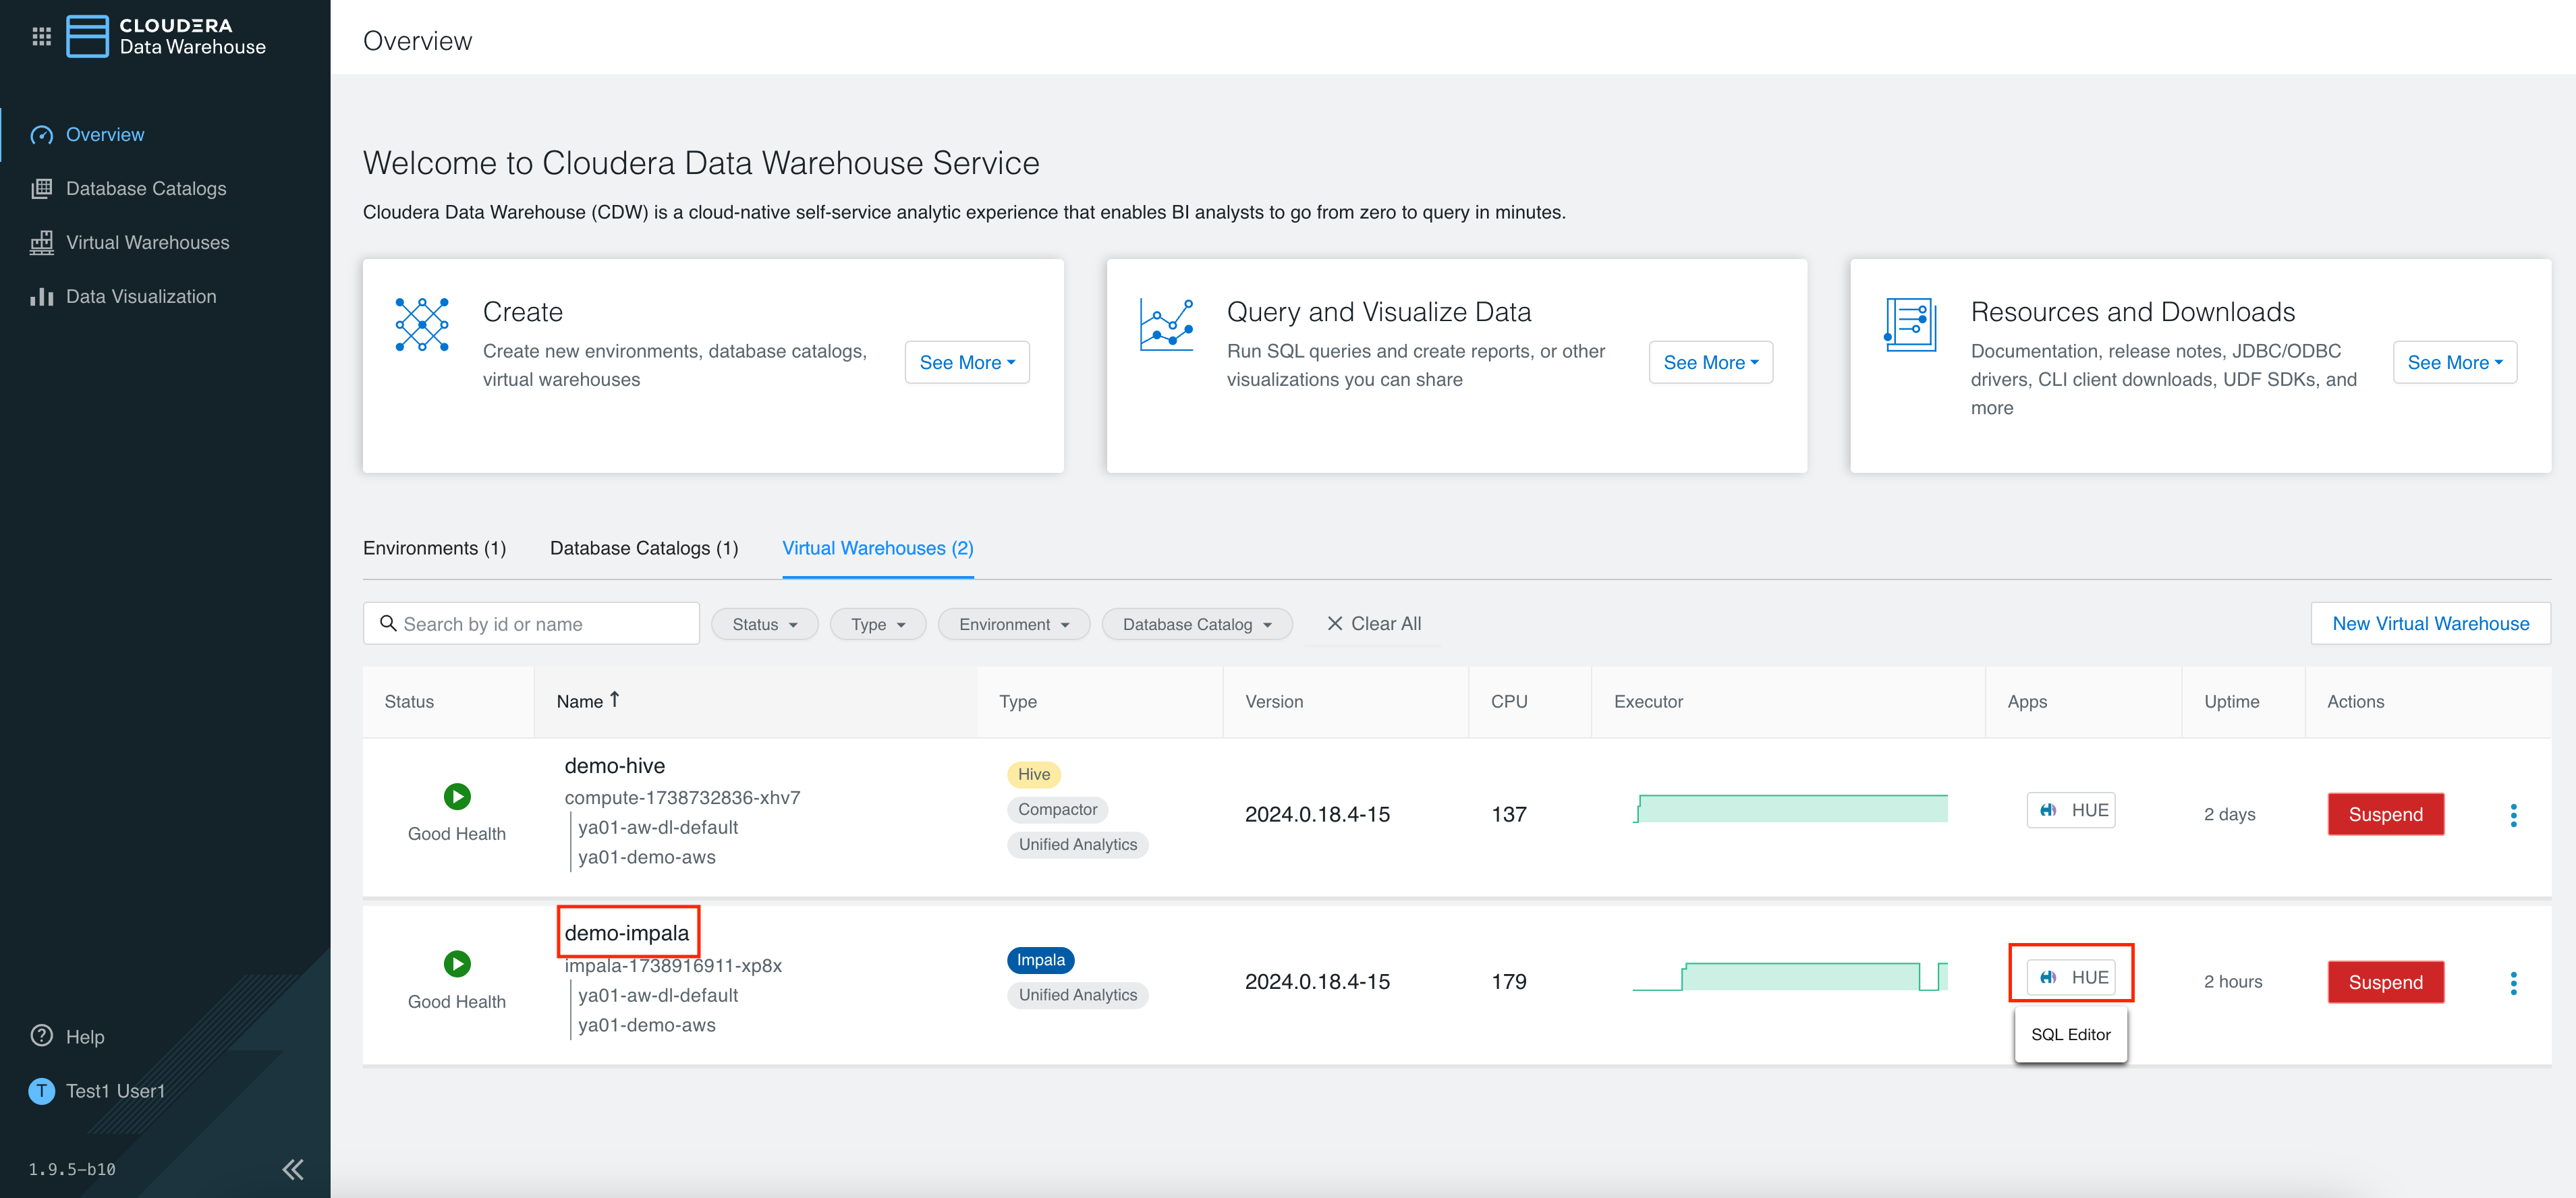 CLOUDERA
Data Warehouse
Overview
Database Catalogs
Virtual Warehouses
Data Visualization
Help
T Test1 User1
1.9.5-b10
Overview
Welcome to Cloudera Data Warehouse Service
Cloudera Data Warehouse (CDW) is a cloud-native self-service analytic experience that enables BI analysts to go from zero to query in minutes.
Create
Create new environments, database catalogs,
virtual warehouses
See More
Query and Visualize Data
Run SQL queries and create reports, or other
visualizations you can share
See More
Resources and Downloads
Documentation, release notes, JDBC/ODBC
drivers, CLI client downloads, UDF SDKs, and
more
See More
Environments (1) Database Catalogs (1) Virtual Warehouses (2)
Search by id or name Status Type Environment Database Catalog Clear All New Virtual Warehouse
Status Name Type Version CPU Executor Apps Uptime Actions
Good Health
demo-hive
compute-1738732836-xhv7
ya01-aw-dl-default
ya01-demo-aws
Hive
Compactor
Unified Analytics
2024.0.18.4-15
137
HUE
2 days
Suspend
Good Health
demo-impala
impala-1738916911-xp8x
ya01-aw-dl-default
ya01-demo-aws
Impala
Unified Analytics
2024.0.18.4-15
179
HUE
SQL Editor
2 hours
Suspend